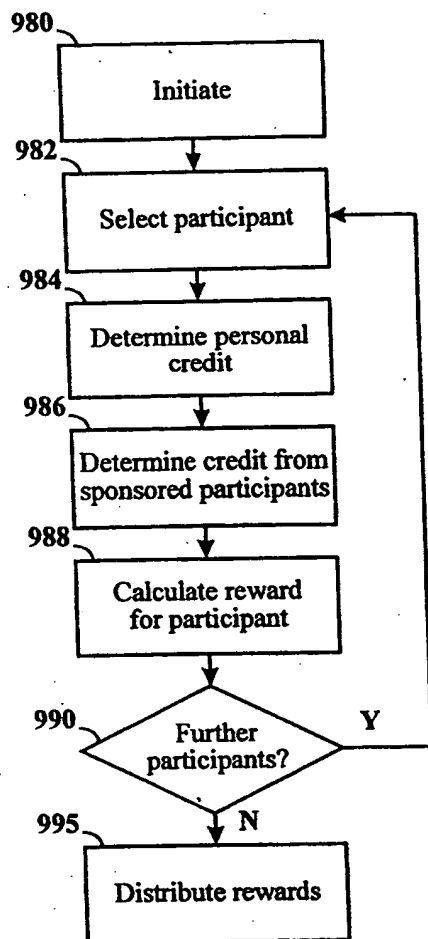 980
Initiate
982
Select participant
984
Determine personal
credit
986
Determine credit from
sponsored participants
988
Calculate reward
for participant
990
Further
participants?
Y
N
995
Distribute rewards